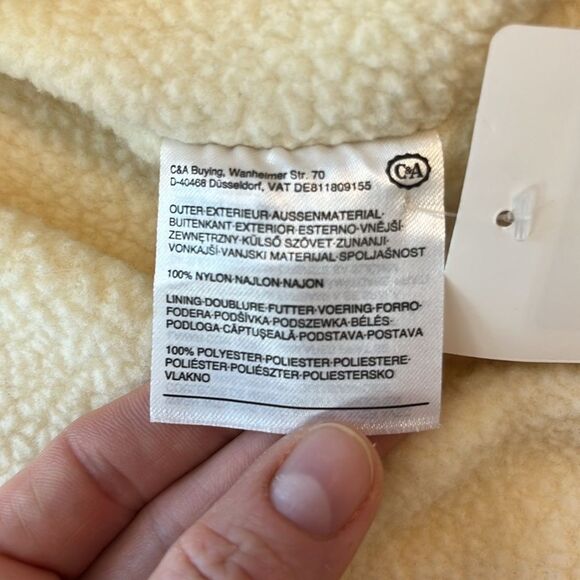 C&A Buying, Wanheimer Str. 70
D-40468 Düsseldorf, VAT DE811809155
C&A
OUTER·EXTERIEUR·AUSSENMATERIAL·
BUITENKANT·EXTERIOR·ESTERNO·VNĚJŠÍ·
ZEWNĘTRZNY·KÜLSŐ SZÖVET·ZUNANJI·
VONKAJŠÍ·VANJSKI MATERIJAL·SPOLJAŠNOST
100% NYLON·NAJLON·NAJON
LINING·DOUBLURE·FUTTER·VOERING·FORRO·
FODERA·PODŠÍVKA·PODSZEWKA·BÉLÉS·
PODLOGA·CĂPTUŞEALĂ·PODSTAVA·POSTAVA
100% POLYESTER·POLIESTER·POLIESTERE·
POLIÉSTER·POLIÉSZTER·POLIESTERSKO
VLAKNO